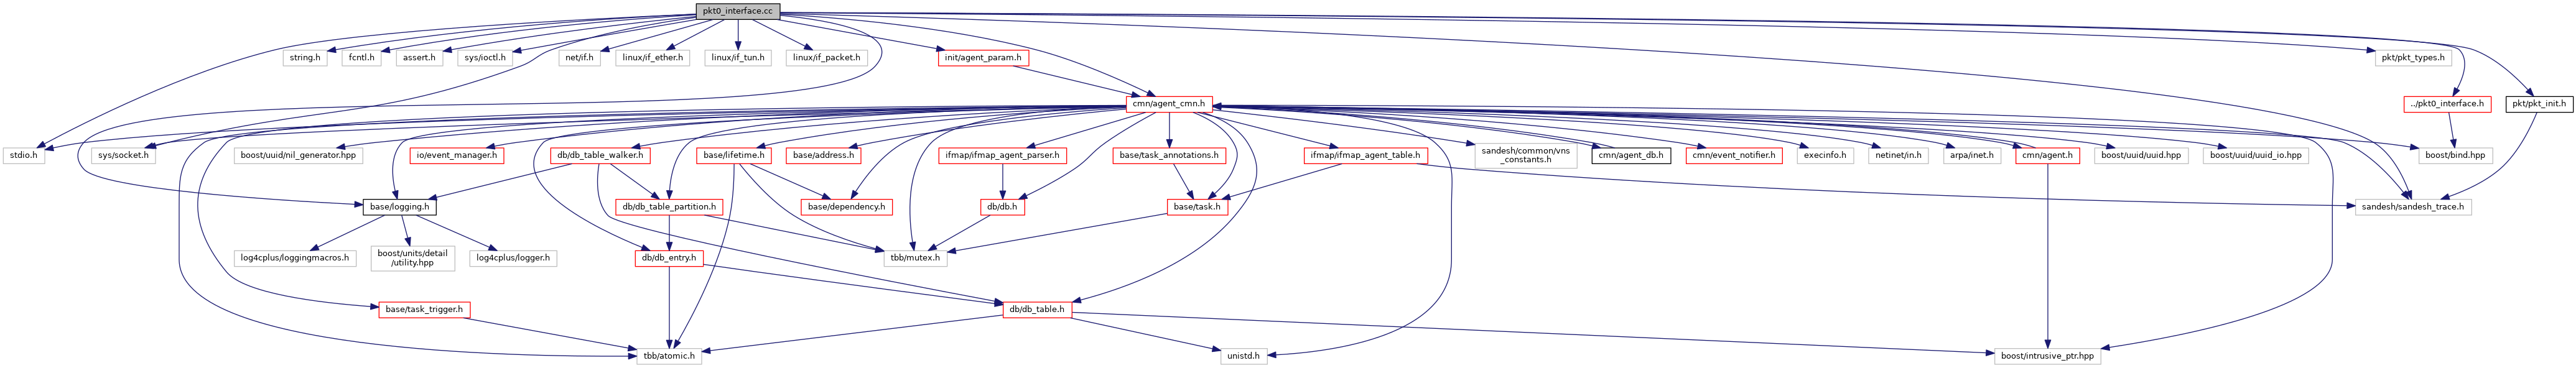 pkt0_interface.cc
string.h
fcntl.h
assert.h
sys/ioctl.h
net/if.h
linux/if_ether.h
linux/if_tun.h
linux/if_packet.h
init/agent_param.h
pkt/pkt_types.h
cmn/agent_cmn.h
../pkt0_interface.h
pkt/pkt_init.h
stdio.h
sys/socket.h
boost/uuid/nil_generator.hpp
io/event_manager.h
db/db_table_walker.h
base/lifetime.h
base/address.h
ifmap/ifmap_agent_parser.h
base/task_annotations.h
ifmap/ifmap_agent_table.h
sandesh/common/vns
_constants.h
cmn/agent_db.h
cmn/event_notifier.h
execinfo.h
netinet/in.h
arpa/inet.h
cmn/agent.h
boost/uuid/uuid.hpp
boost/uuid/uuid_io.hpp
boost/bind.hpp
base/logging.h
db/db_table_partition.h
base/dependency.h
db/db.h
base/task.h
sandesh/sandesh_trace.h
log4cplus/loggingmacros.h
boost/units/detail
/utility.hpp
log4cplus/logger.h
db/db_entry.h
tbb/mutex.h
base/task_trigger.h
db/db_table.h
tbb/atomic.h
unistd.h
boost/intrusive_ptr.hpp